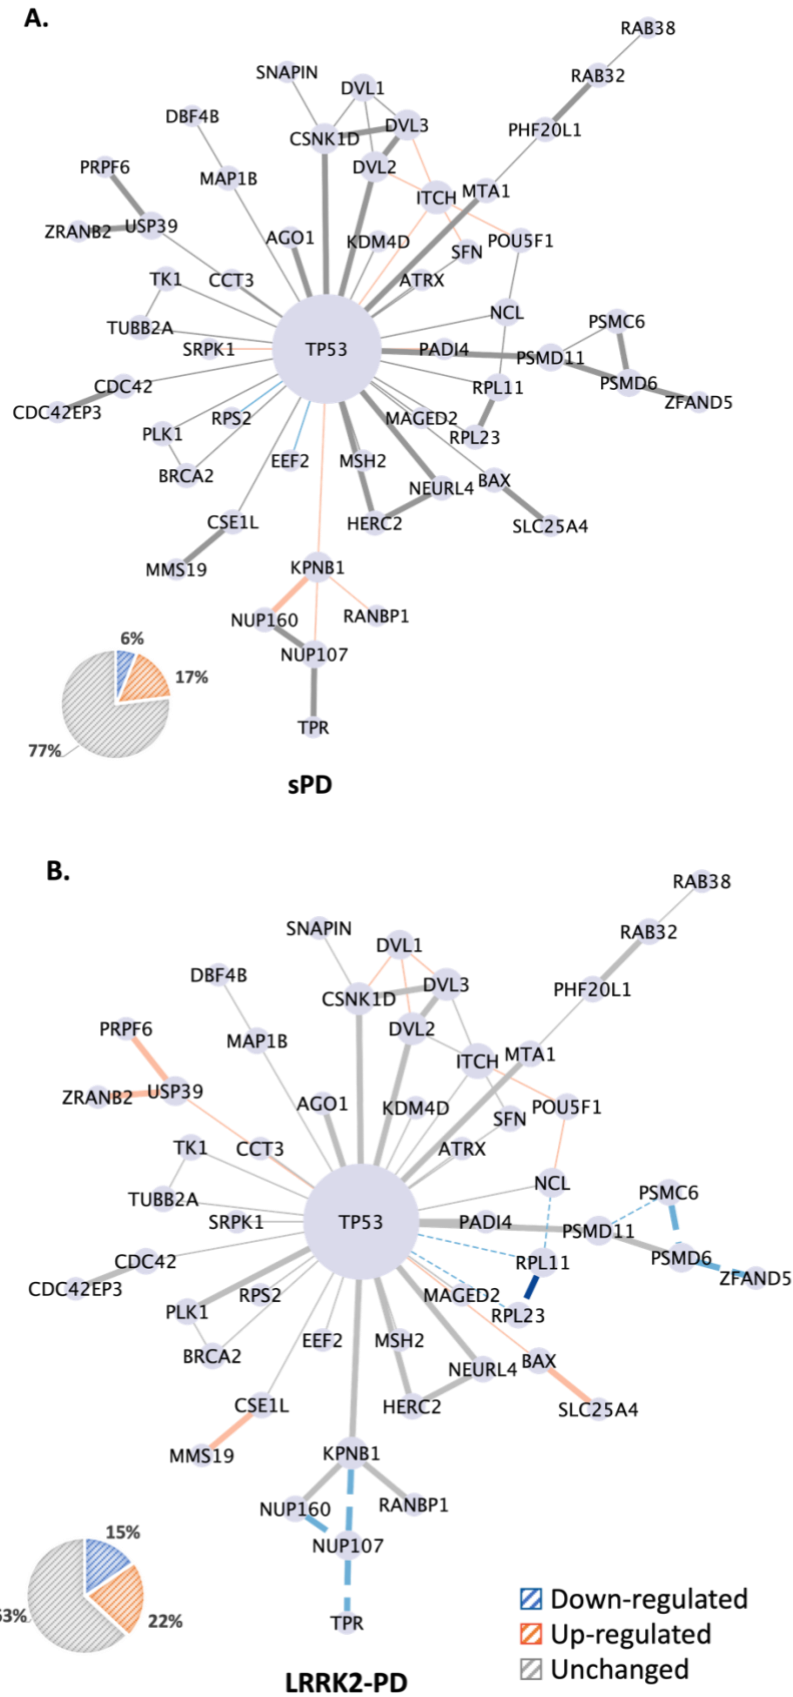 A.
RAB38
SNAPIN
RAB32
DVL1
DBF4B
DVL3
PHF20L1
CSNK1D
PRPF6
DVL2
MAP1B
ITCH
MTA1
ZRANB2
USP39
AGO1
KDM4D
POU5F1
SFN
TK1
CCT3
ATRX
NCL
PSMC6
TUBB2A
SRPK1
TP53
PADI4
PSMD11
CDC42
RPL11
PSMD6
CDC42EP3
ZFAND5
RPS2
MAGED2
PLK1
RPL23
EEF2
MSH2
BRCA2
BAX
NEURL4
CSE1L
HERC2
SLC25A4
MMS19
KPNB1
NUP160
RANBP1
6%
NUP107
17%
TPR
77%
sPD
B.
RAB38
SNAPIN
RAB32
DVL1
DBF4B
DVL3
PHF20L1
CSNK1D
PRPF6
DVL2
MAP1B
ITCH
MTA1
ZRANB2
USP39
AGO1
KDM4D
POU5F1
SFN
TK1
CCT3
ATRX
NCL
PSMC6
TUBB2A
SRPK1
TP53
PADI4
PSMD11
CDC42
RPL11
PSMD6
CDC42EP3
ZFAND5
RPS2
MAGED2
PLK1
RPL23
EEF2
MSH2
BRCA2
BAX
NEURL4
CSE1L
HERC2
SLC25A4
MMS19
KPNB1
NUP160
RANBP1
15%
NUP107
22%
TPR
Down-regulated
Up-regulated
Unchanged
LRRK2-PD